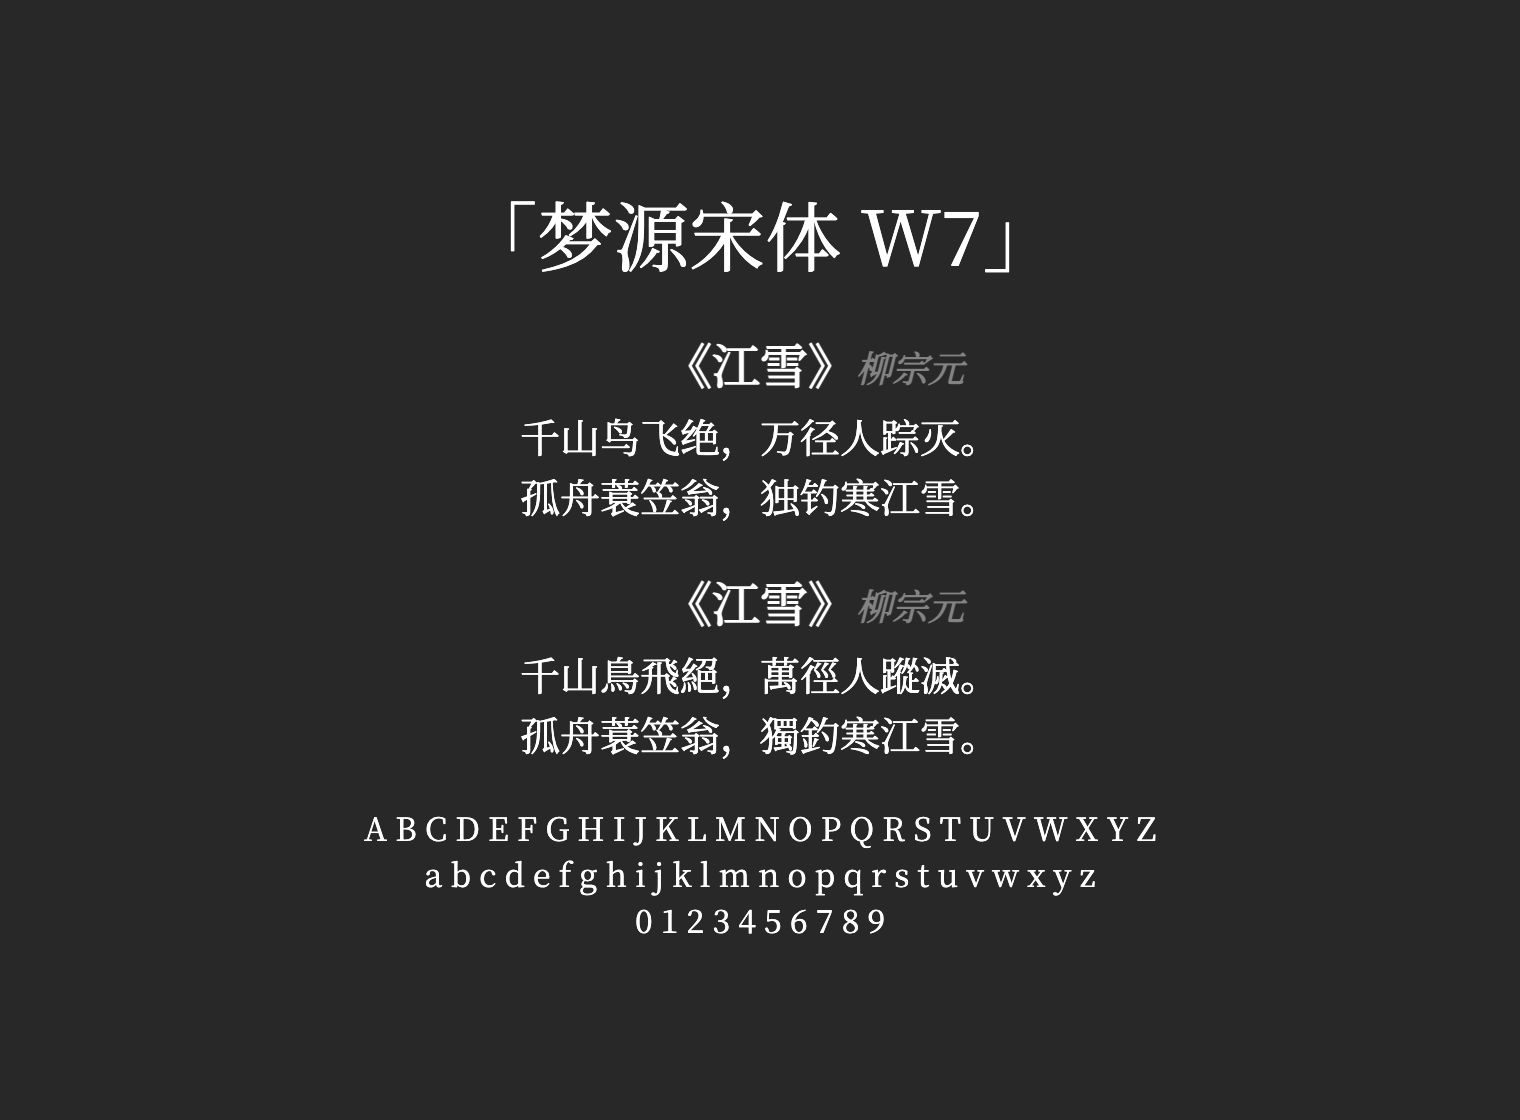 「梦源宋体 W7」
《江雪》 柳宗元
千山鸟飞绝，万径人踪灭。
孤舟蓑笠翁，独钓寒江雪。
《江雪》 柳宗元
千山鳥飛絕，萬徑人蹤滅。
孤舟蓑笠翁，獨釣寒江雪。
A B C D E F G H I J K L M N O P Q R S T U V W X Y Z
a b c d e f g h i j k l m n o p q r s t u v w x y z
0 1 2 3 4 5 6 7 8 9